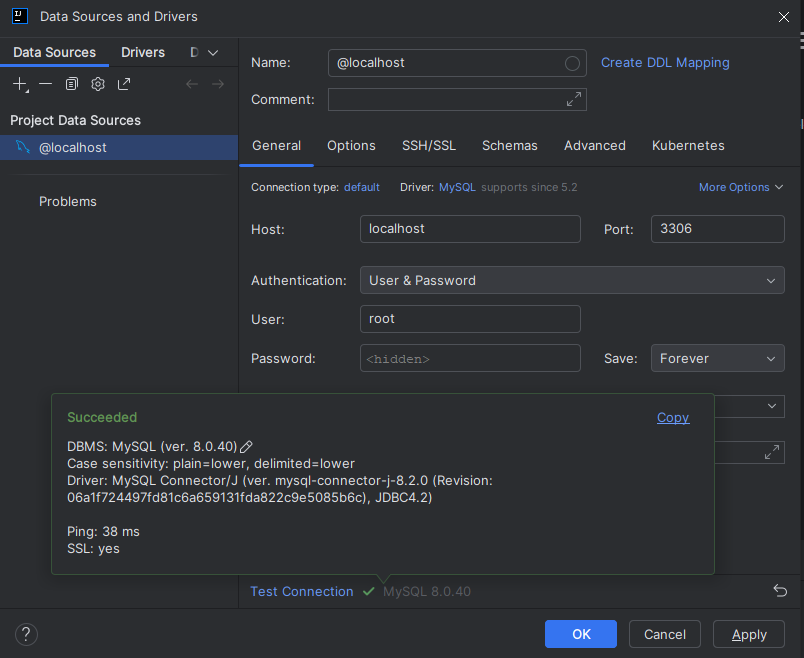 Data Sources and Drivers
Data Sources
Drivers
D
Project Data Sources
@localhost
Problems
Name: @localhost
Create DDL Mapping
Comment:
General Options SSH/SSL Schemas Advanced Kubernetes
Connection type: default Driver: MySQL supports since 5.2 More Options
Host: localhost Port: 3306
Authentication: User & Password
User: root
Password: <hidden> Save: Forever
Succeeded Copy
DBMS: MySQL (ver. 8.0.40)
Case sensitivity: plain=lower, delimited=lower
Driver: MySQL Connector/J (ver. mysql-connector-j-8.2.0 (Revision:
06a1f724497fd81c6a659131fda822c9e5085b6c), JDBC4.2)
Ping: 38 ms
SSL: yes
Test Connection MySQL 8.0.40
? OK Cancel Apply